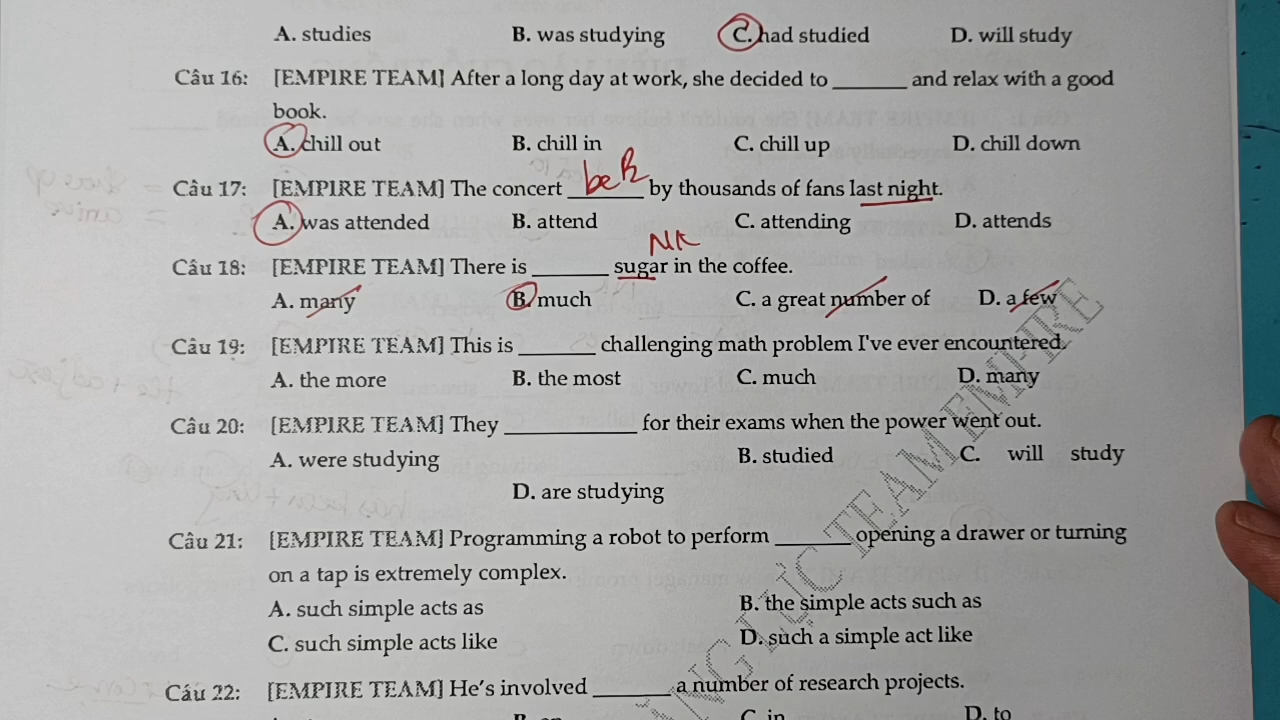 A. studies B. was studying C. had studied D. will study
Câu 16: [EMPIRE TEAM] After a long day at work, she decided to _______ and relax with a good
book.
A. chill out B. chill in C. chill up D. chill down
Câu 17: [EMPIRE TEAM] The concert _______ by thousands of fans last night.
A. was attended B. attend C. attending D. attends
Câu 18: [EMPIRE TEAM] There is _______ sugar in the coffee.
A. many B. much C. a great number of D. a few
Câu 19: [EMPIRE TEAM] This is _______ challenging math problem I've ever encountered.
A. the more B. the most C. much D. many
Câu 20: [EMPIRE TEAM] They _______ for their exams when the power went out.
A. were studying B. studied C. will study
D. are studying
Câu 21: [EMPIRE TEAM] Programming a robot to perform _______ opening a drawer or turning
on a tap is extremely complex.
A. such simple acts as B. the simple acts such as
C. such simple acts like D. such a simple act like
Câu 22: [EMPIRE TEAM] He's involved _______ a number of research projects.
C. in D. to